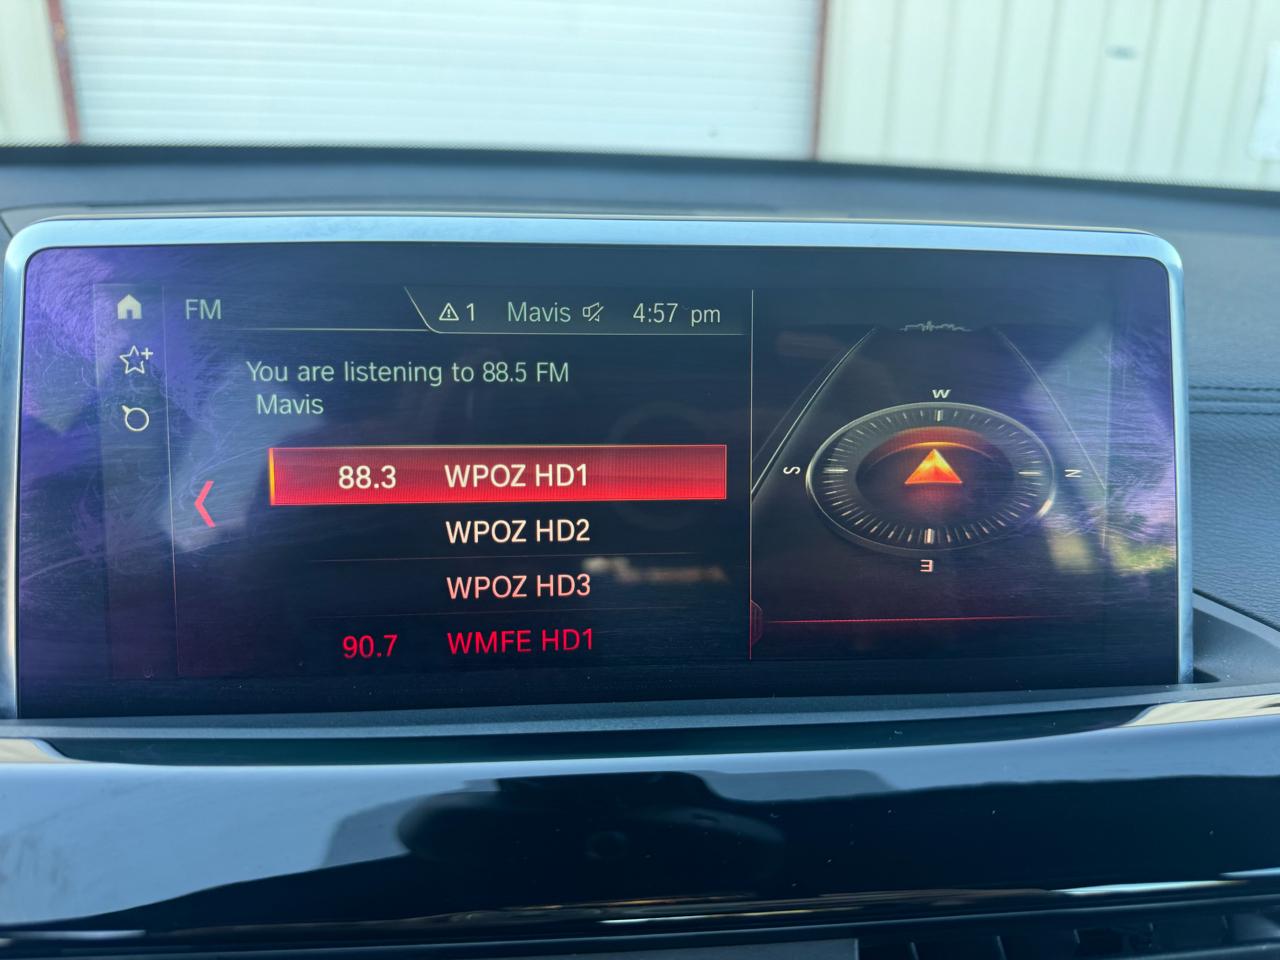 FM
1 Mavis 4:57 pm
You are listening to 88.5 FM
Mavis
88.3 WPOZ HD1
WPOZ HD2
WPOZ HD3
90.7 WMFE HD1
W
S
N
E